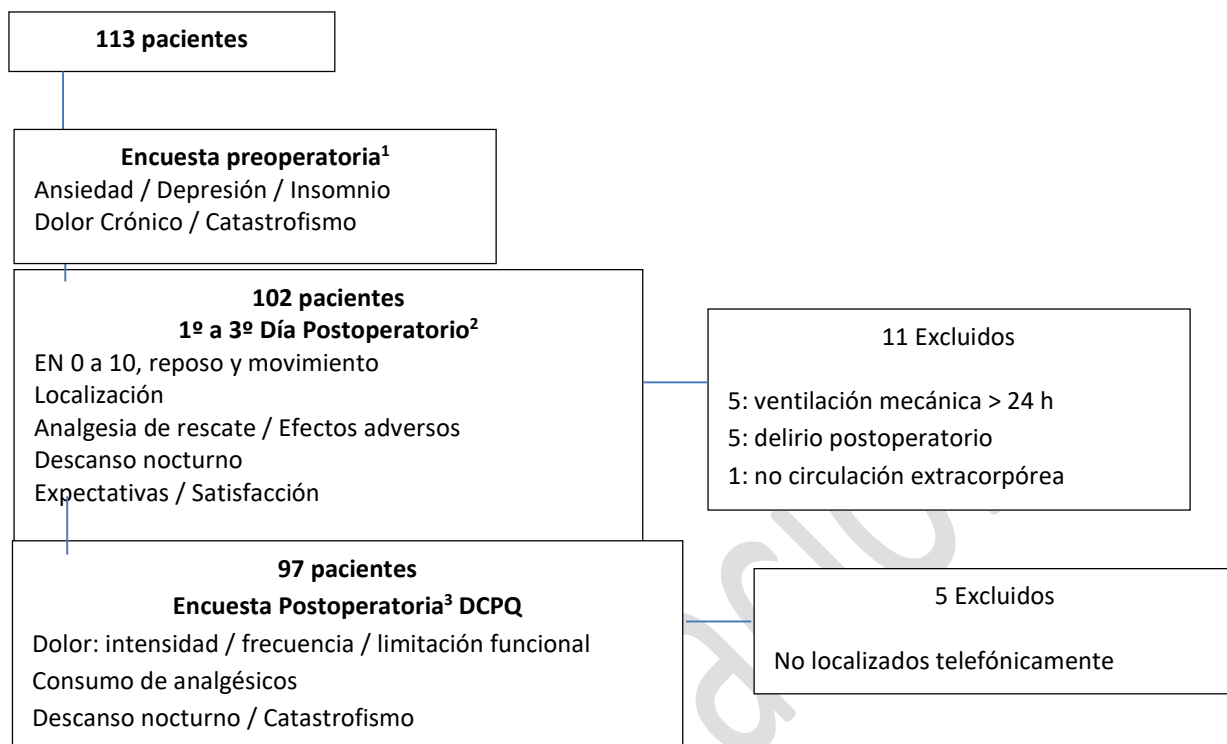 113 pacientes
Encuesta preoperatoria¹
Ansiedad / Depresión / Insomnio
Dolor Crónico / Catastrofismo
102 pacientes
1º a 3º Día Postoperatorio²
EN 0 a 10, reposo y movimiento
Localización
Analgesia de rescate / Efectos adversos
Descanso nocturno
Expectativas / Satisfacción
11 Excluidos
5: ventilación mecánica > 24 h
5: delirio postoperatorio
1: no circulación extracorpórea
97 pacientes
Encuesta Postoperatoria³ DCPQ
Dolor: intensidad / frecuencia / limitación funcional
Consumo de analgésicos
Descanso nocturno / Catastrofismo
5 Excluidos
No localizados telefónicamente